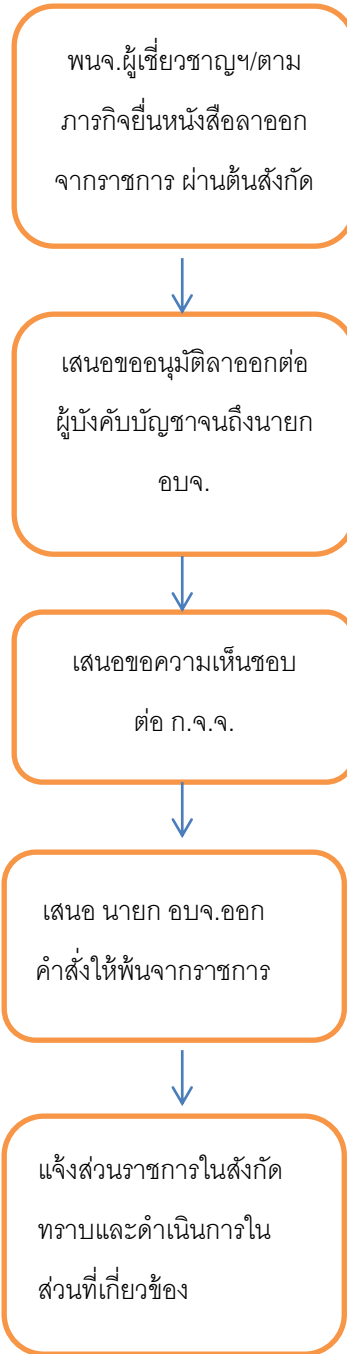 พนจ.ผู้เชี่ยวชาญฯ/ตาม
ภารกิจยื่นหนังสือลาออก
จากราชการ ผ่านต้นสังกัด
เสนอขออนุมัติลาออกต่อ
ผู้บังคับบัญชาจนถึงนายก
อบจ.
เสนอขอความเห็นชอบ
ต่อ ก.จ.จ.
เสนอ นายก อบจ.ออก
คำสั่งให้พ้นจากราชการ
แจ้งส่วนราชการในสังกัด
ทราบและดำเนินการใน
ส่วนที่เกี่ยวข้อง